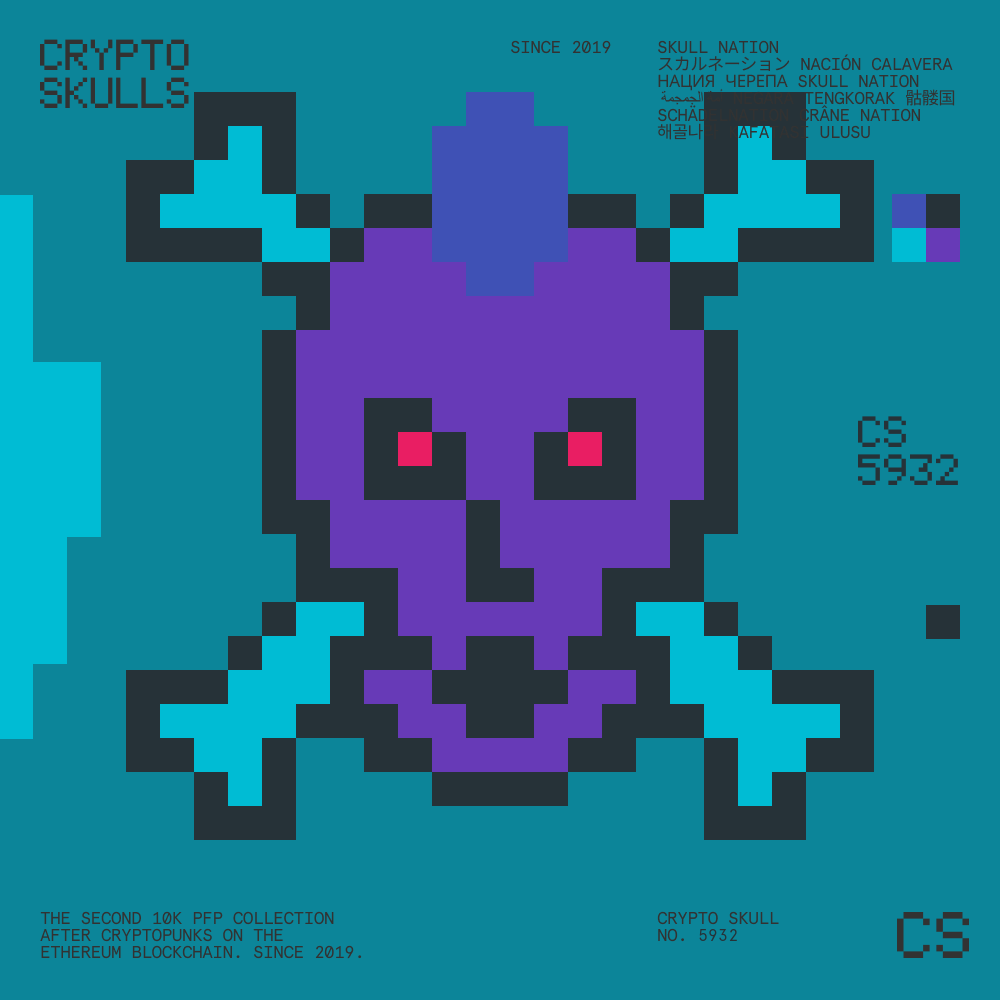 CRYPTO
SKULLS
SINCE 2019
SKULL NATION
スカルネーション NACIÓN CALAVERA
НАЦИЯ ЧЕРЕПА SKULL NATION
الجمجمة TENGKORAK 骷髅国
CRÂNE NATION
ULUSU
CS
5932
THE SECOND 10K PFP COLLECTION
AFTER CRYPTOPUNKS ON THE
ETHEREUM BLOCKCHAIN. SINCE 2019.
CRYPTO SKULL
NO. 5932
CS